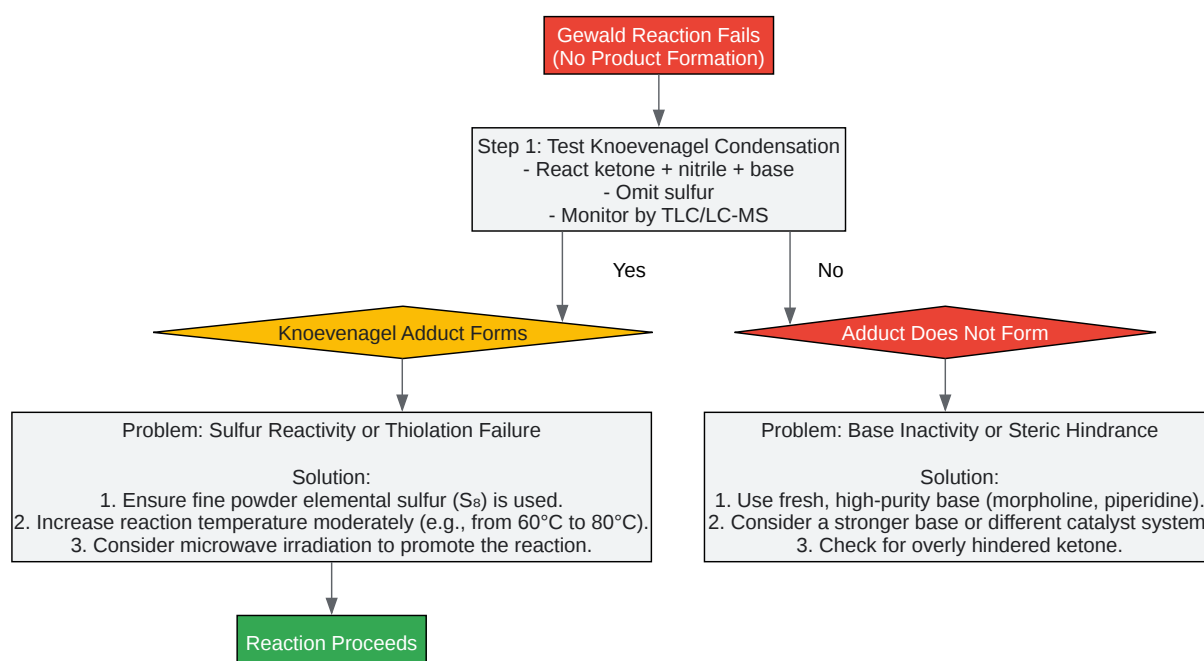 Gewald Reaction Fails
(No Product Formation)
Step 1: Test Knoevenagel Condensation
- React ketone + nitrile + base
- Omit sulfur
- Monitor by TLC/LC-MS
Yes
No
Knoevenagel Adduct Forms
Adduct Does Not Form
Problem: Sulfur Reactivity or Thiolation Failure
Solution:
1. Ensure fine powder elemental sulfur (S₈) is used.
2. Increase reaction temperature moderately (e.g., from 60°C to 80°C).
3. Consider microwave irradiation to promote the reaction.
Problem: Base Inactivity or Steric Hindrance
Solution:
1. Use fresh, high-purity base (morpholine, piperidine).
2. Consider a stronger base or different catalyst system
3. Check for overly hindered ketone.
Reaction Proceeds